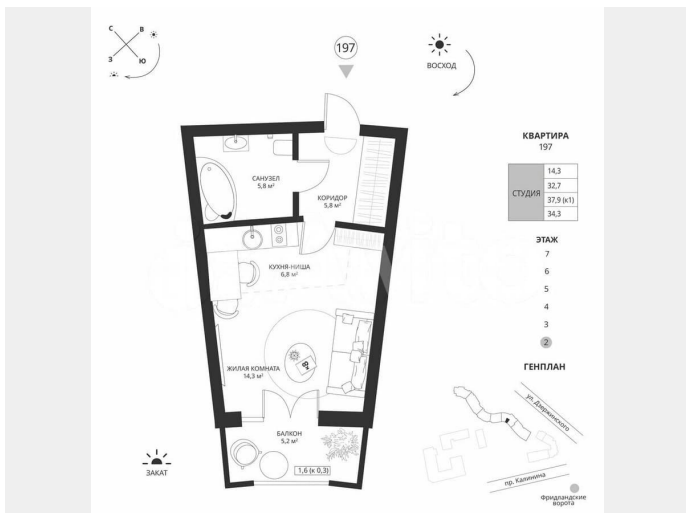 С
В
З
Ю
197
ВОСХОД
САНУЗЕЛ
5,8 м²
КОРИДОР
5,8 м²
КУХНЯ-НИША
6,8 м²
ЖИЛАЯ КОМНАТА
14,3 м²
БАЛКОН
5,2 м²
1,6 (к 0,3)
ЗАКАТ
КВАРТИРА
197
СТУДИЯ
14,3
32,7
37,9 (к1)
34,3
ЭТАЖ
7
6
5
4
3
2
ГЕНПЛАН
ул. Дзержинского
пр. Калинина
Фридландские
ворота